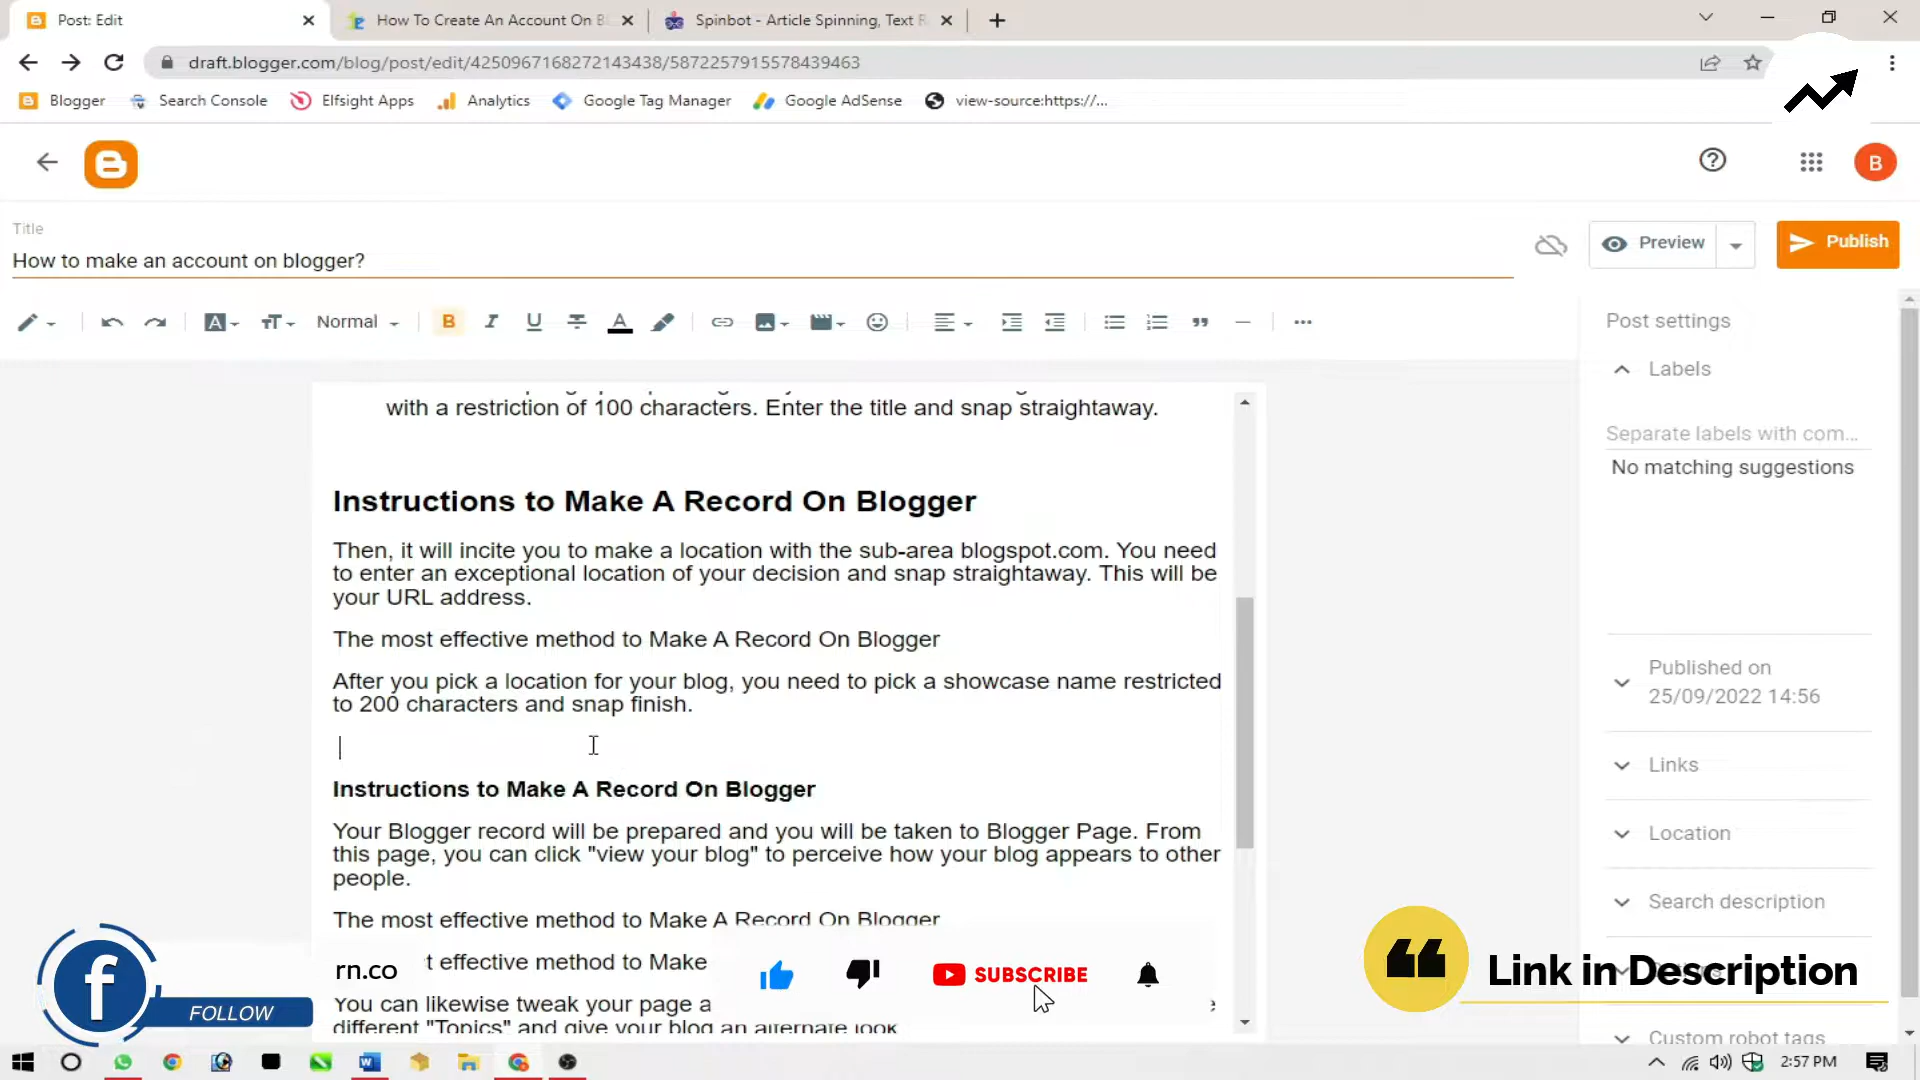 Post: Edit
How To Create An Account On B
Spinbot - Article Spinning, Text R
draft.blogger.com/blog/post/edit/4250967168272143438/5872257915578439463
Blogger
Search Console
Elfsight Apps
Analytics
Google Tag Manager
Google AdSense
view-source:https://...
B
Title
How to make an account on blogger?
Preview
Publish
Normal
B
Post settings
Labels
Separate labels with com...
No matching suggestions
Published on
25/09/2022 14:56
Links
Location
Search description
Custom robot tags
with a restriction of 100 characters. Enter the title and snap straightaway.
Instructions to Make A Record On Blogger
Then, it will incite you to make a location with the sub-area blogspot.com. You need
to enter an exceptional location of your decision and snap straightaway. This will be
your URL address.
The most effective method to Make A Record On Blogger
After you pick a location for your blog, you need to pick a showcase name restricted
to 200 characters and snap finish.
Instructions to Make A Record On Blogger
Your Blogger record will be prepared and you will be taken to Blogger Page. From
this page, you can click "view your blog" to perceive how your blog appears to other
people.
The most effective method to Make A Record On Blogger
rn.co
t effective method to Make
You can likewise tweak your page a
different "Topics" and give your blog an alternate look
FOLLOW
SUBSCRIBE
Link in Description
2:57 PM